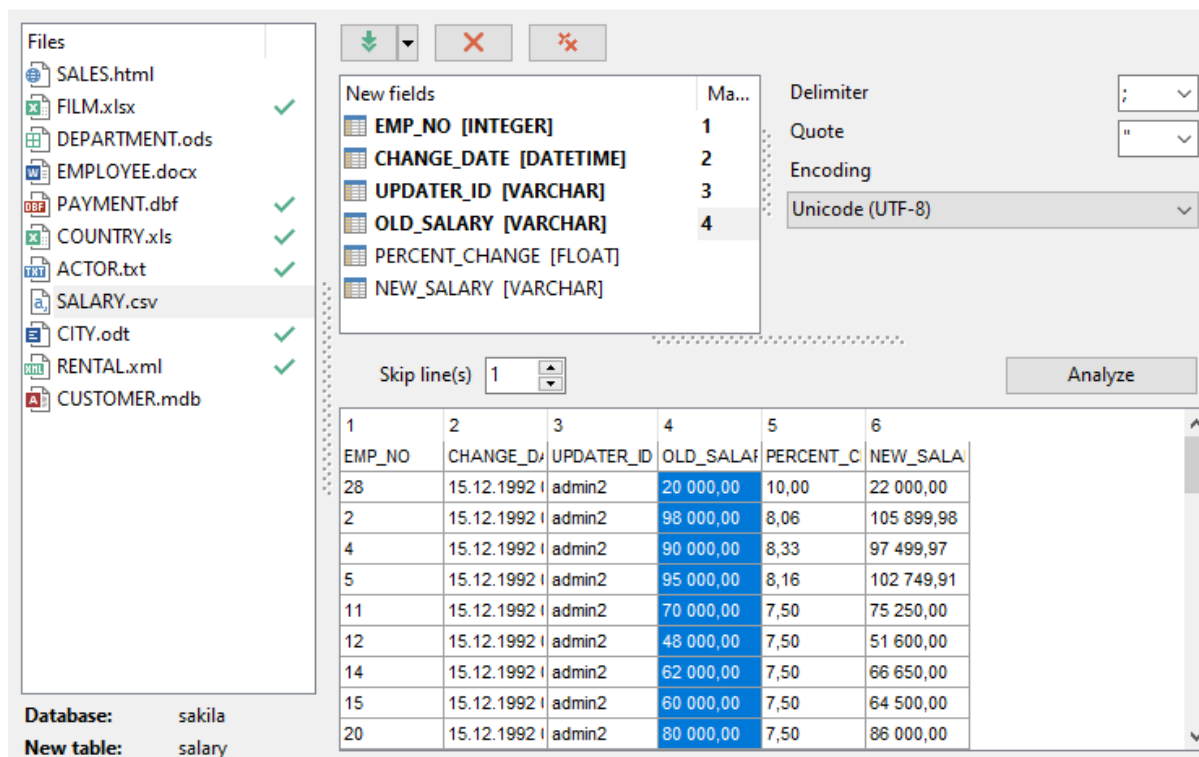 Files
SALES.html
FILM.xlsx
DEPARTMENT.ods
EMPLOYEE.docx
PAYMENT.dbf
COUNTRY.xls
ACTOR.txt
SALARY.csv
CITY.odt
RENTAL.xml
CUSTOMER.mdb
Database: sakila
New table: salary
New fields Ma...
EMP_NO [INTEGER] 1
CHANGE_DATE [DATETIME] 2
UPDATER_ID [VARCHAR] 3
OLD_SALARY [VARCHAR] 4
PERCENT_CHANGE [FLOAT]
NEW_SALARY [VARCHAR]
Delimiter ;
Quote "
Encoding
Unicode (UTF-8)
Skip line(s) 1
Analyze
1 2 3 4 5 6
EMP_NO CHANGE_DA UPDATER_ID OLD_SALAR PERCENT_C NEW_SALA
28 15.12.1992 admin2 20 000,00 10,00 22 000,00
2 15.12.1992 admin2 98 000,00 8,06 105 899,98
4 15.12.1992 admin2 90 000,00 8,33 97 499,97
5 15.12.1992 admin2 95 000,00 8,16 102 749,91
11 15.12.1992 admin2 70 000,00 7,50 75 250,00
12 15.12.1992 admin2 48 000,00 7,50 51 600,00
14 15.12.1992 admin2 62 000,00 7,50 66 650,00
15 15.12.1992 admin2 60 000,00 7,50 64 500,00
20 15.12.1992 admin2 80 000,00 7,50 86 000,00